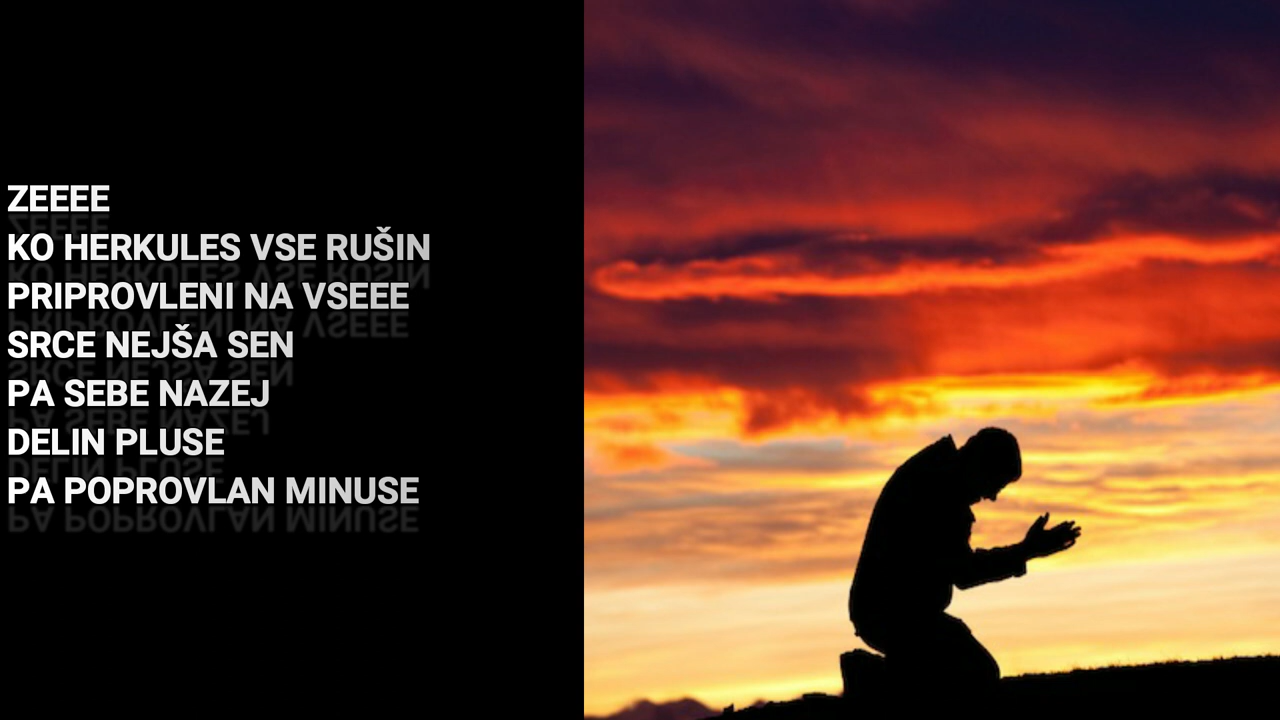 ZEEEE
KO HERKULES VSE RUŠIN
PRIPROVLENI NA VSEEE
SRCE NEJŠA SEN
PA SEBE NAZEJ
DELIN PLUSE
PA POPROVLAN MINUSE